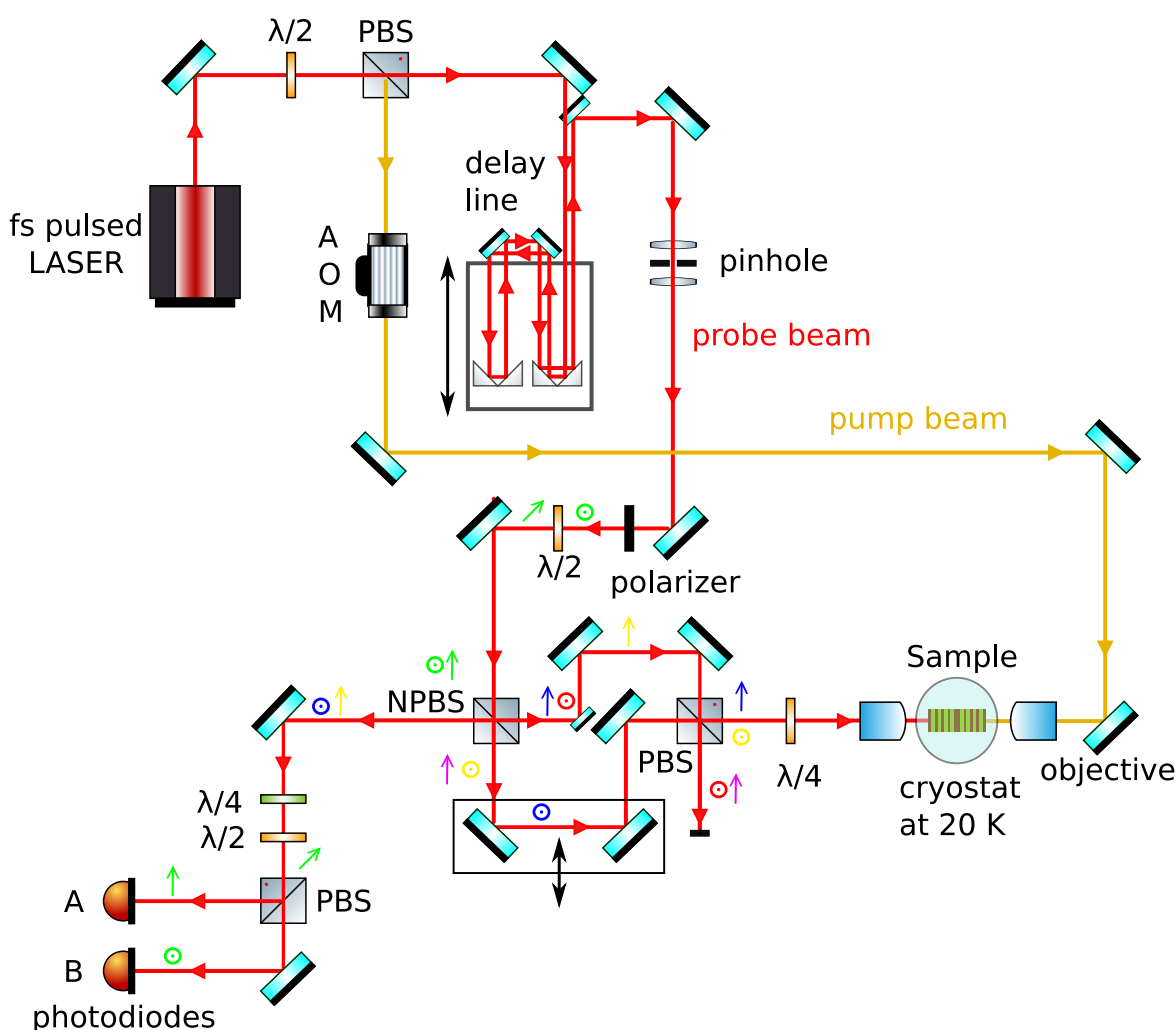 λ/2
PBS
fs pulsed
LASER
A
O
M
delay
line
pinhole
probe beam
pump beam
λ/2
polarizer
NPBS
PBS
λ/4
Sample
cryostat
at 20 K
objective
λ/4
λ/2
PBS
A
B
photodiodes